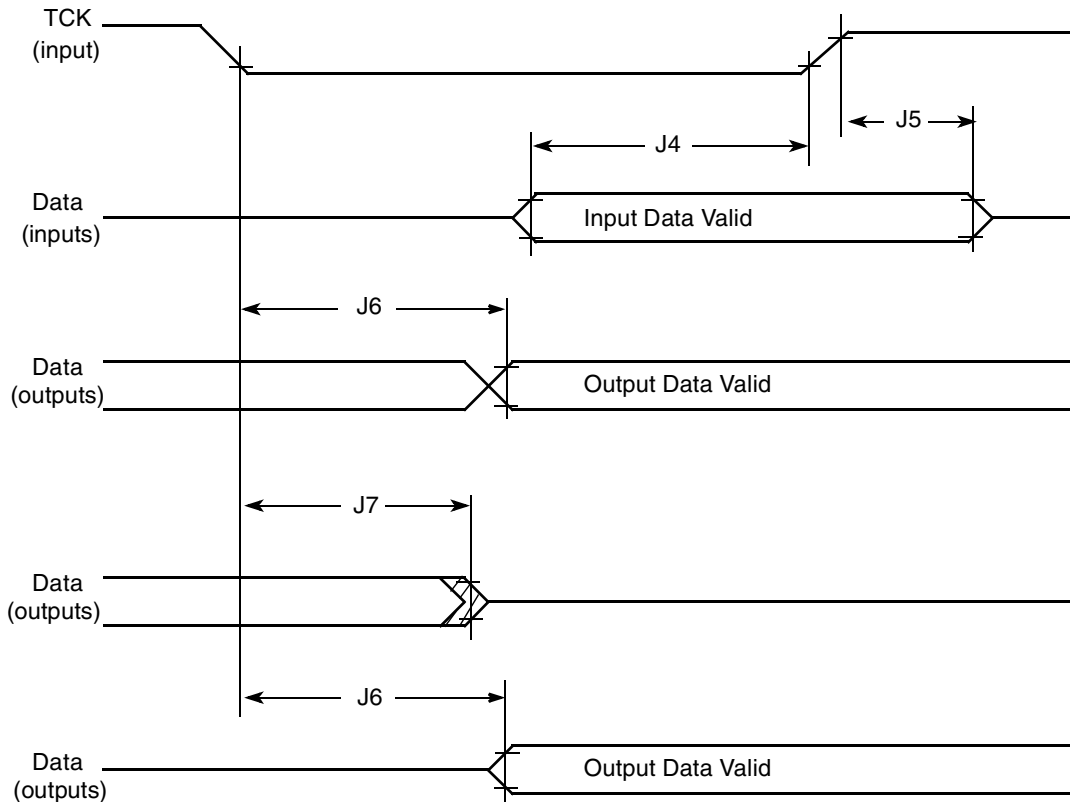 TCK
(input)
J5
J4
Data
(inputs)
Input Data Valid
J6
Data
(outputs)
Output Data Valid
J7
Data
(outputs)
J6
Data
(outputs)
Output Data Valid